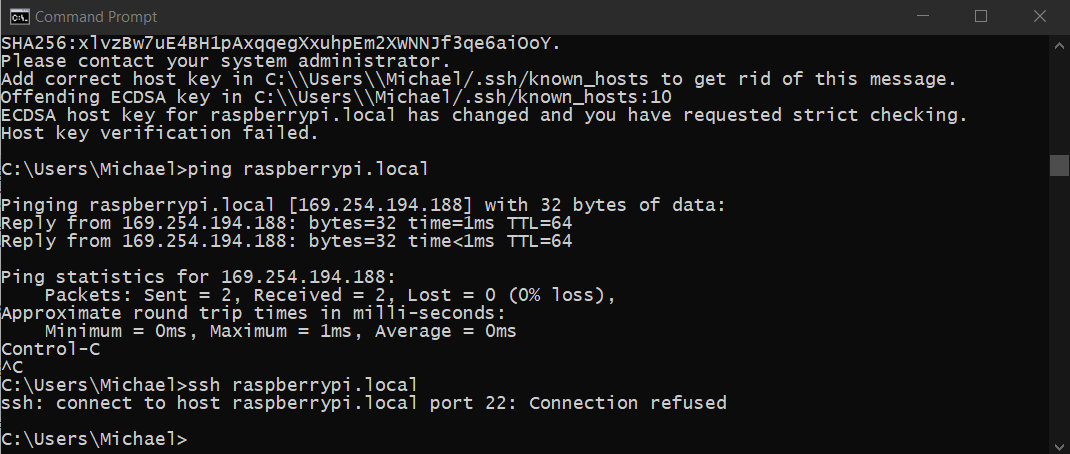 Command Prompt
SHA256:xlvzBw7uE4BH1pAxqqegXxuhpEm2XWNNJf3qe6aiOoY.
Please contact your system administrator.
Add correct host key in C:\\Users\\Michael/.ssh/known_hosts to get rid of this message.
Offending ECDSA key in C:\\Users\\Michael/.ssh/known_hosts:10
ECDSA host key for raspberrypi.local has changed and you have requested strict checking.
Host key verification failed.
C:\Users\Michael>ping raspberrypi.local
Pinging raspberrypi.local [169.254.194.188] with 32 bytes of data:
Reply from 169.254.194.188: bytes=32 time=1ms TTL=64
Reply from 169.254.194.188: bytes=32 time<1ms TTL=64
Ping statistics for 169.254.194.188:
    Packets: Sent = 2, Received = 2, Lost = 0 (0% loss),
Approximate round trip times in milli-seconds:
    Minimum = 0ms, Maximum = 1ms, Average = 0ms
Control-C
^C
C:\Users\Michael>ssh raspberrypi.local
ssh: connect to host raspberrypi.local port 22: Connection refused
C:\Users\Michael>